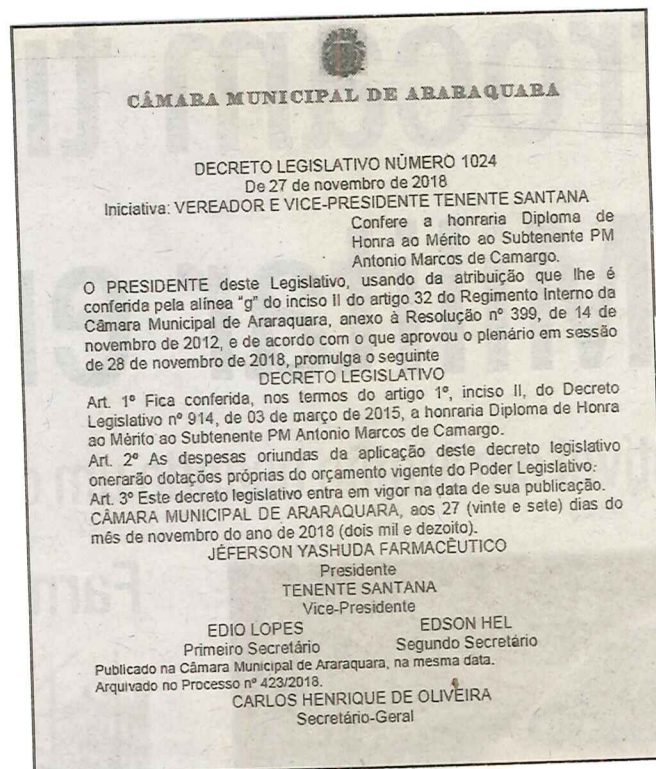 CÂMARA MUNICIPAL DE ARARAQUARA
DECRETO LEGISLATIVO NÚMERO 1024
De 27 de novembro de 2018
Iniciativa: VEREADOR E VICE-PRESIDENTE TENENTE SANTANA
Confere a honraria Diploma de
Honra ao Mérito ao Subtenente PM
Antonio Marcos de Camargo.
O PRESIDENTE deste Legislativo, usando da atribuição que lhe é
conferida pela alínea "g" do inciso II do artigo 32 do Regimento Interno da
Câmara Municipal de Araraquara, anexo à Resolução nº 399, de 14 de
novembro de 2012, e de acordo com o que aprovou o plenário em sessão
de 28 de novembro de 2018, promulga o seguinte
DECRETO LEGISLATIVO
Art. 1º Fica conferida, nos termos do artigo 1º, inciso II, do Decreto
Legislativo nº 914, de 03 de março de 2015, a honraria Diploma de Honra
ao Mérito ao Subtenente PM Antonio Marcos de Camargo.
Art. 2º As despesas oriundas da aplicação deste decreto legislativo
onerarão dotações próprias do orçamento vigente do Poder Legislativo.
Art. 3º Este decreto legislativo entra em vigor na data de sua publicação.
CÂMARA MUNICIPAL DE ARARAQUARA, aos 27 (vinte e sete) dias do
mês de novembro do ano de 2018 (dois mil e dezoito).
JÉFERSON YASHUDA FARMACÊUTICO
Presidente
TENENTE SANTANA
Vice-Presidente
EDIO LOPES EDSON HEL
Primeiro Secretário Segundo Secretário
Publicado na Câmara Municipal de Araraquara, na mesma data.
Arquivado no Processo nº 423/2018.
CARLOS HENRIQUE DE OLIVEIRA
Secretário-Geral